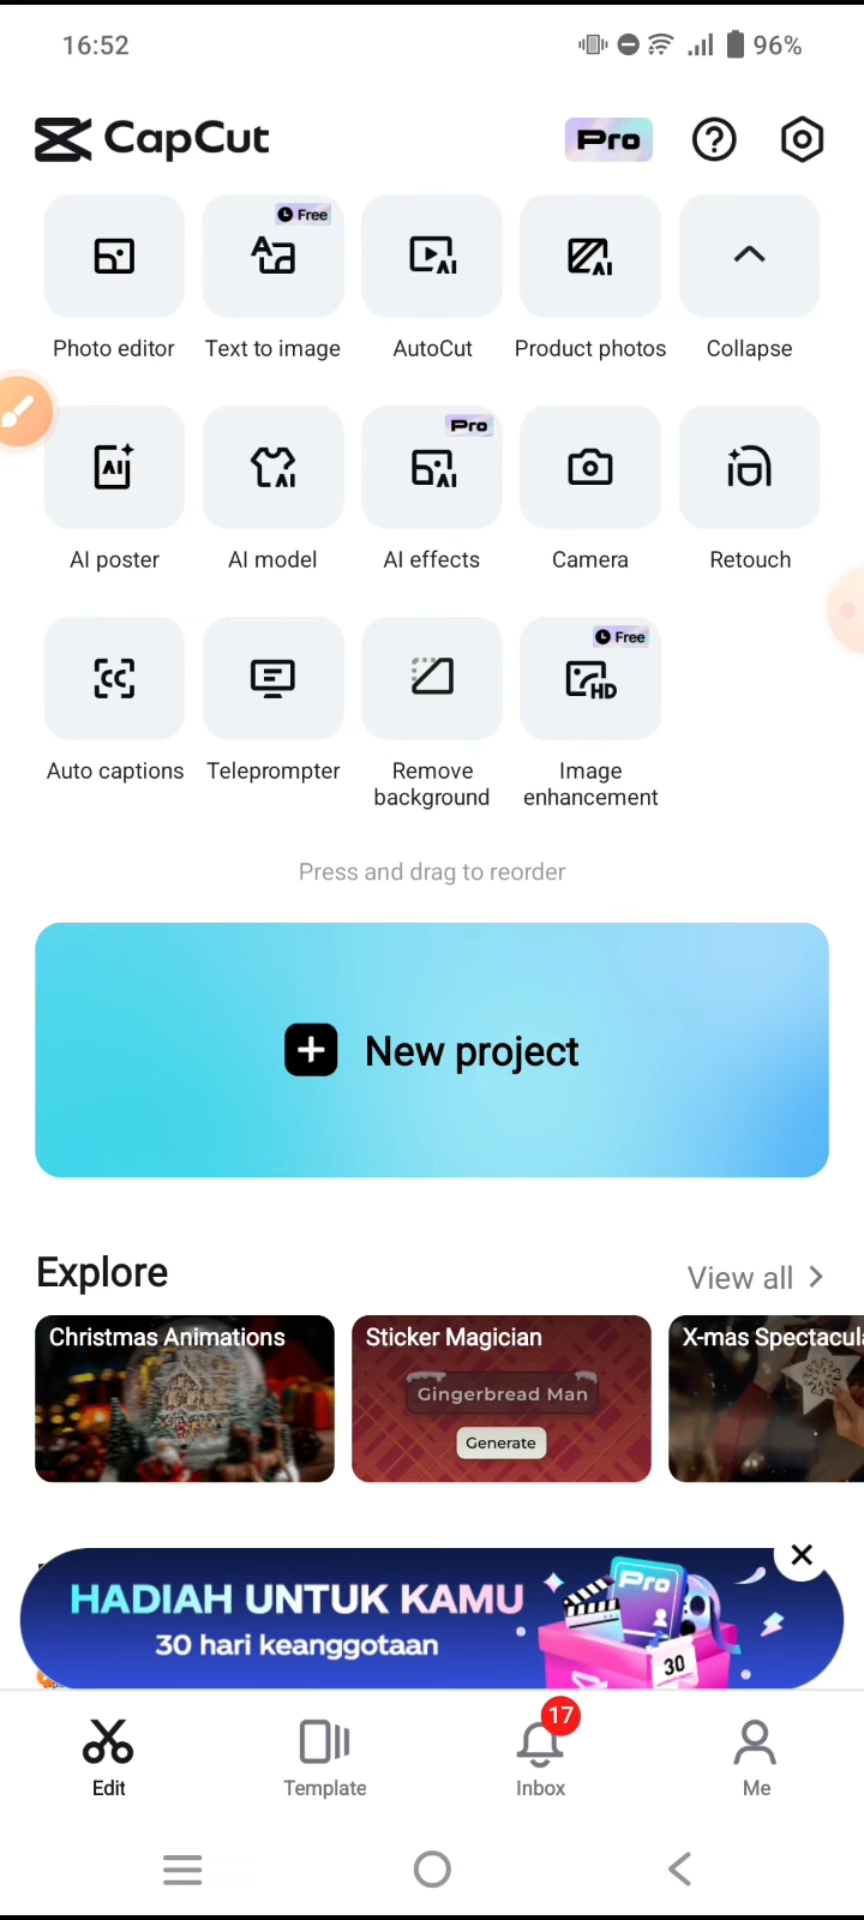 16:52
96%
CapCut
Pro
Free
Photo editor
Text to image
AutoCut
Product photos
Collapse
Pro
AI poster
AI model
AI effects
Camera
Retouch
Free
Auto captions
Teleprompter
Remove background
Image enhancement
Press and drag to reorder
New project
Explore
View all
Christmas Animations
Sticker Magician
X-mas Spectacul
Gingerbread Man
Generate
HADIAH UNTUK KAMU
30 hari keanggotaan
Pro
30
17
Edit
Template
Inbox
Me